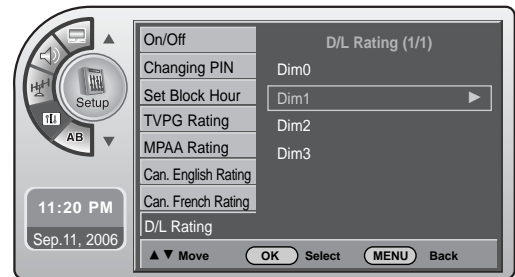 Setup
AB
11:20 PM
Sep.11, 2006
On/Off
Changing PIN
Set Block Hour
TVPG Rating
MPAA Rating
Can. English Rating
Can. French Rating
D/L Rating
D/L Rating (1/1)
Dim0
Dim1
Dim2
Dim3
▲▼ Move OK Select MENU Back